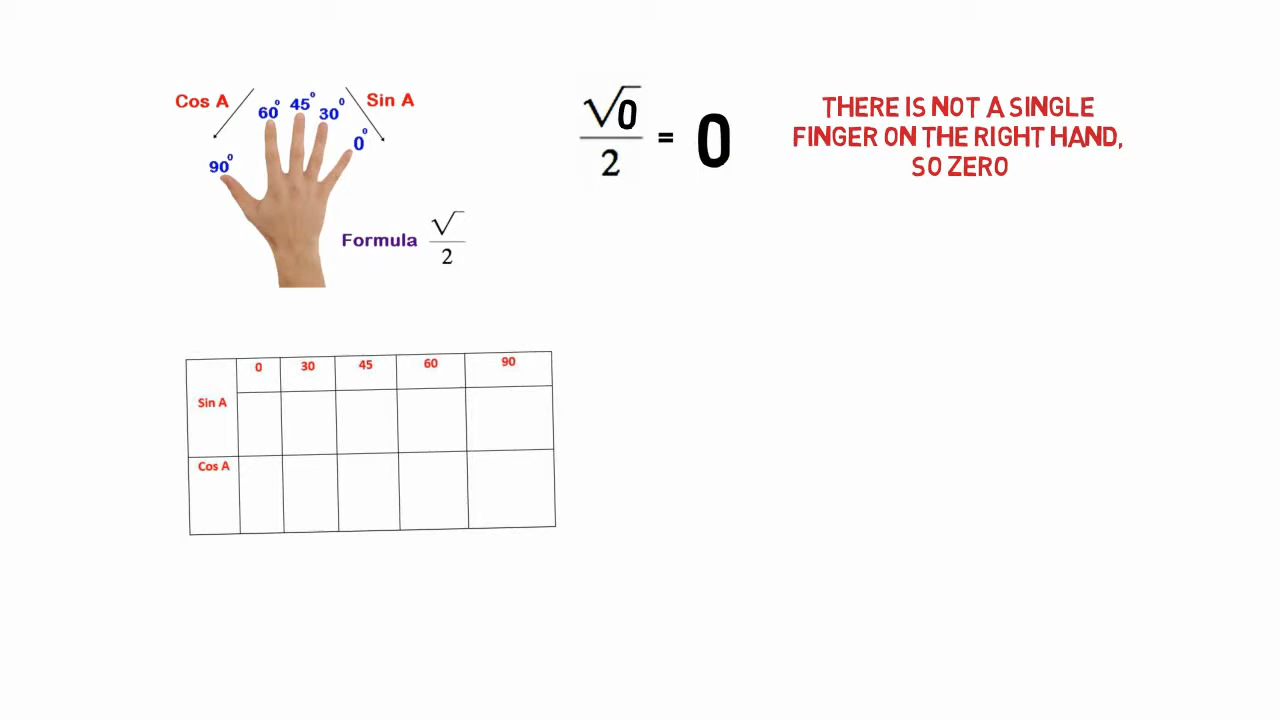 Cos A
60°
45°
30°
Sin A
0°
90°
Formula √
2
√0
2
= 0
THERE IS NOT A SINGLE
FINGER ON THE RIGHT HAND,
SO ZERO
0 30 45 60 90
Sin A
Cos A